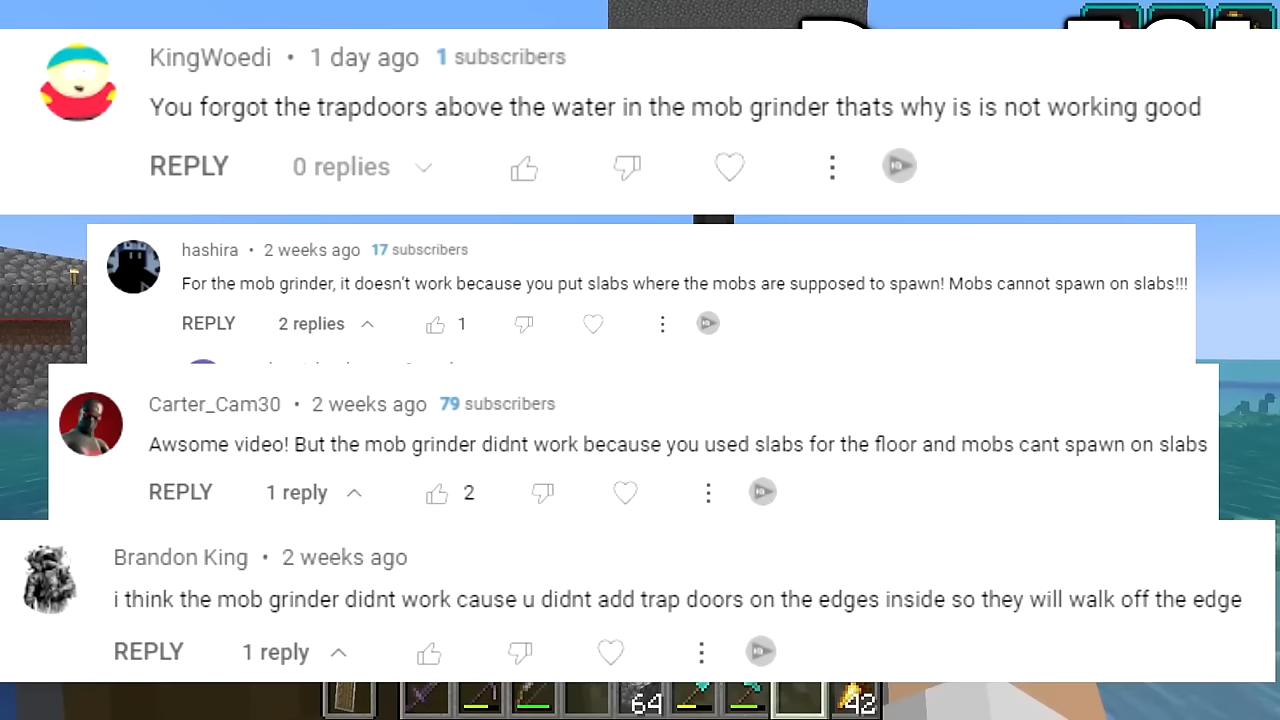 KingWoedi • 1 day ago 1 subscribers
You forgot the trapdoors above the water in the mob grinder thats why is is not working good
REPLY 0 replies
hashira • 2 weeks ago 17 subscribers
For the mob grinder, it doesn't work because you put slabs where the mobs are supposed to spawn! Mobs cannot spawn on slabs!!!
REPLY 2 replies 1
Carter_Cam30 • 2 weeks ago 79 subscribers
Awsome video! But the mob grinder didnt work because you used slabs for the floor and mobs cant spawn on slabs
REPLY 1 reply 2
Brandon King • 2 weeks ago
i think the mob grinder didnt work cause u didnt add trap doors on the edges inside so they will walk off the edge
REPLY 1 reply
64 42